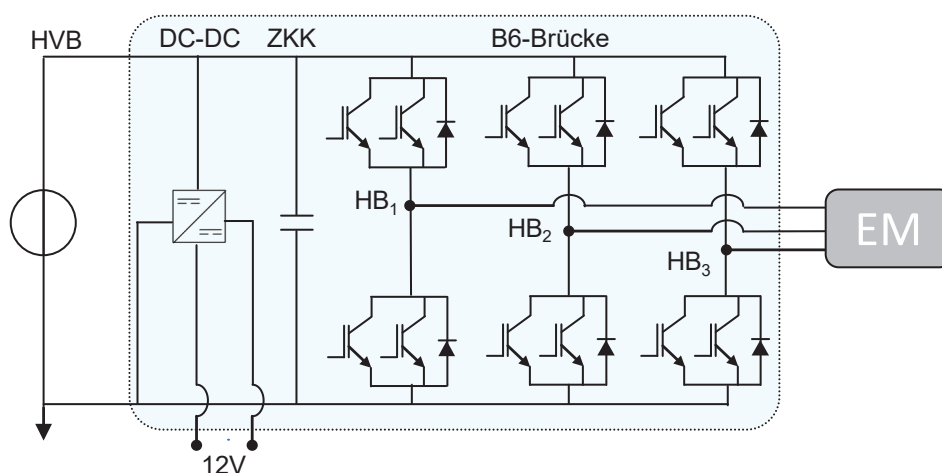 HVB
DC-DC
ZKK
B6-Brücke
HB₁
HB₂
HB₃
EM
12V